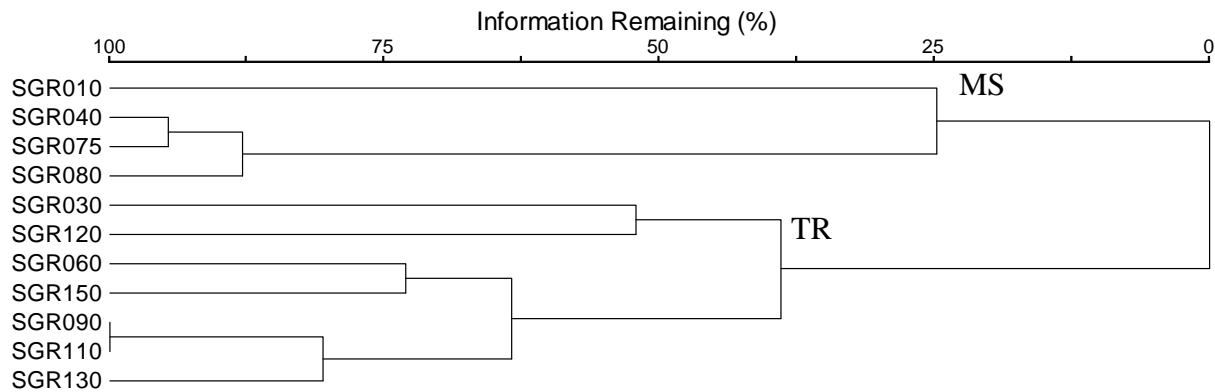 Information Remaining (%)
100 75 50 25 0
SGR010 MS
SGR040
SGR075
SGR080
SGR030
SGR120 TR
SGR060
SGR150
SGR090
SGR110
SGR130